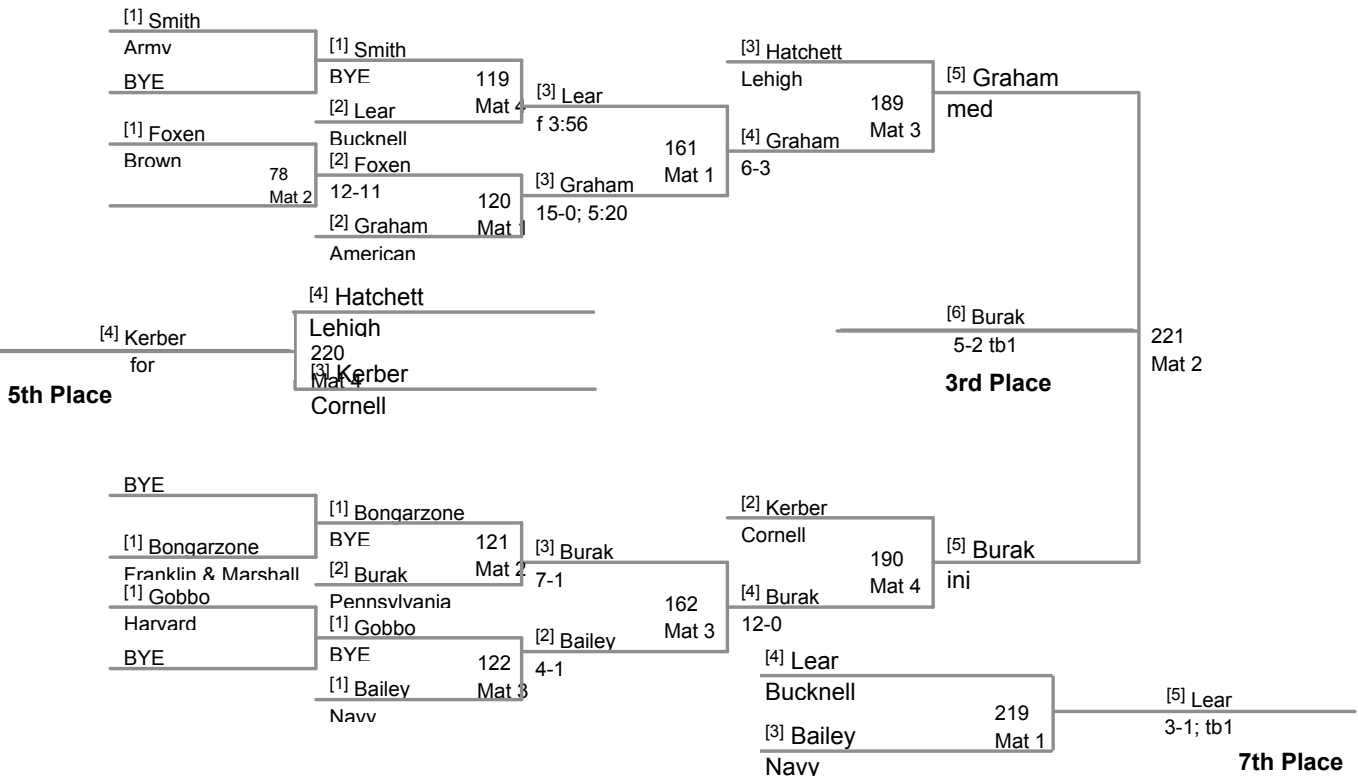 [1] Smith
Army
BYE
[1] Foxen
Brown
78
Mat 2
[1] Smith
BYE
119
Mat 4
[2] Lear
Bucknell
[2] Foxen
12-11
120
Mat 1
[2] Graham
American
[3] Lear
f 3:56
161
Mat 1
[3] Graham
15-0; 5:20
[3] Hatchett
Lehigh
189
Mat 3
[4] Graham
6-3
[5] Graham
med
[4] Hatchett
Lehigh
220
Mat 4
[3] Kerber
Cornell
[4] Kerber
for
5th Place
[6] Burak
5-2 tb1
3rd Place
221
Mat 2
BYE
[1] Bongarzone
Franklin & Marshall
[1] Gobbo
Harvard
BYE
[1] Bongarzone
BYE
121
Mat 2
[2] Burak
Pennsylvania
[1] Gobbo
BYE
122
Mat 3
[1] Bailey
Navy
[3] Burak
7-1
162
Mat 3
[2] Bailey
4-1
[2] Kerber
Cornell
190
Mat 4
[4] Burak
12-0
[5] Burak
inj
[4] Lear
Bucknell
219
Mat 1
[3] Bailey
Navy
[5] Lear
3-1; tb1
7th Place